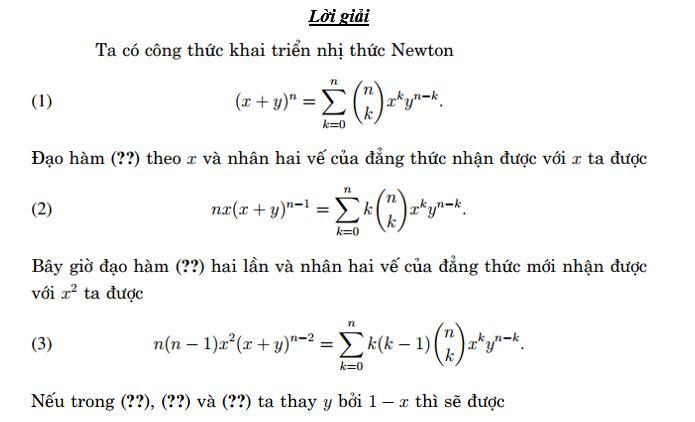 Lời giải
Ta có công thức khai triển nhị thức Newton
(1) $(x + y)^n = \sum_{k=0}^{n} \binom{n}{k} x^k y^{n-k}.$
Đạo hàm (??) theo $x$ và nhân hai vế của đẳng thức nhận được với $x$ ta được
(2) $nx(x + y)^{n-1} = \sum_{k=0}^{n} k \binom{n}{k} x^k y^{n-k}.$
Bây giờ đạo hàm (??) hai lần và nhân hai vế của đẳng thức mới nhận được
với $x^2$ ta được
(3) $n(n - 1)x^2(x + y)^{n-2} = \sum_{k=0}^{n} k(k - 1) \binom{n}{k} x^k y^{n-k}.$
Nếu trong (??), (??) và (??) ta thay $y$ bởi $1 - x$ thì sẽ được